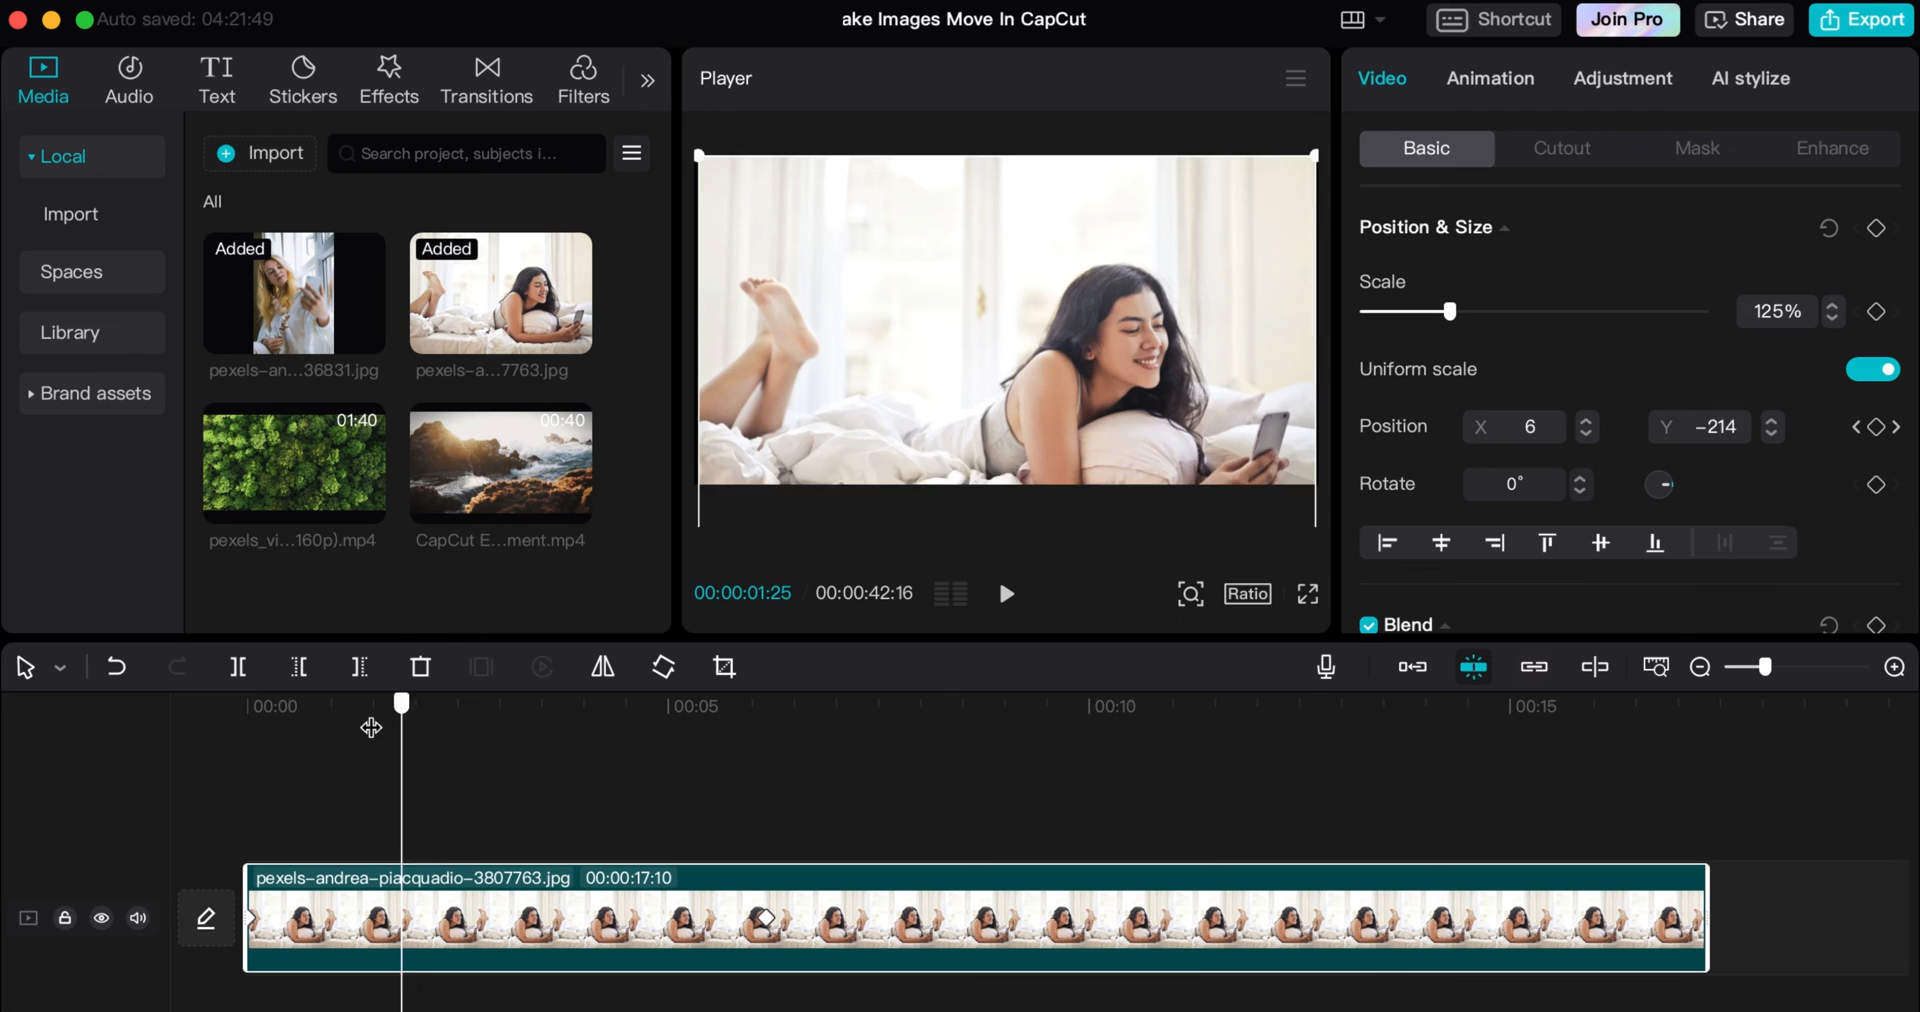 Auto saved: 04:21:49
ake Images Move In CapCut
Shortcut
Join Pro
Share
Export
Media
Audio
TI
Text
Stickers
Effects
Transitions
Filters
Local
Import
Spaces
Library
Brand assets
Import
Search project, subjects i...
All
Added
pexels-an...36831.jpg
Added
pexels-a...7763.jpg
01:40
pexels_vi...160p).mp4
00:40
CapCut E...ment.mp4
Player
00:00:01:25 / 00:00:42:16
Ratio
Video
Animation
Adjustment
AI stylize
Basic
Cutout
Mask
Enhance
Position & Size
Scale
125%
Uniform scale
Position
X 6
Y -214
Rotate
0°
Blend
00:00
00:05
00:10
00:15
pexels-andrea-piacquadio-3807763.jpg 00:00:17:10